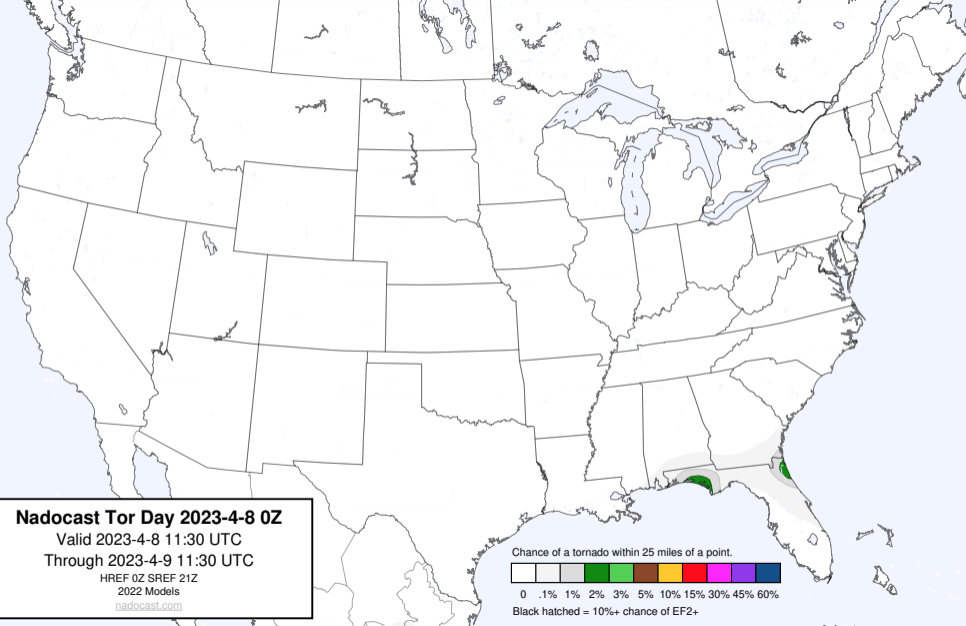 Nadocast Tor Day 2023-4-8 0Z
Valid 2023-4-8 11:30 UTC
Through 2023-4-9 11:30 UTC
HREF 0Z SREF 21Z
2022 Models
nadocast.com
Chance of a tornado within 25 miles of a point.
0 .1% 1% 2% 3% 5% 10% 15% 30% 45% 60%
Black hatched = 10%+ chance of EF2+